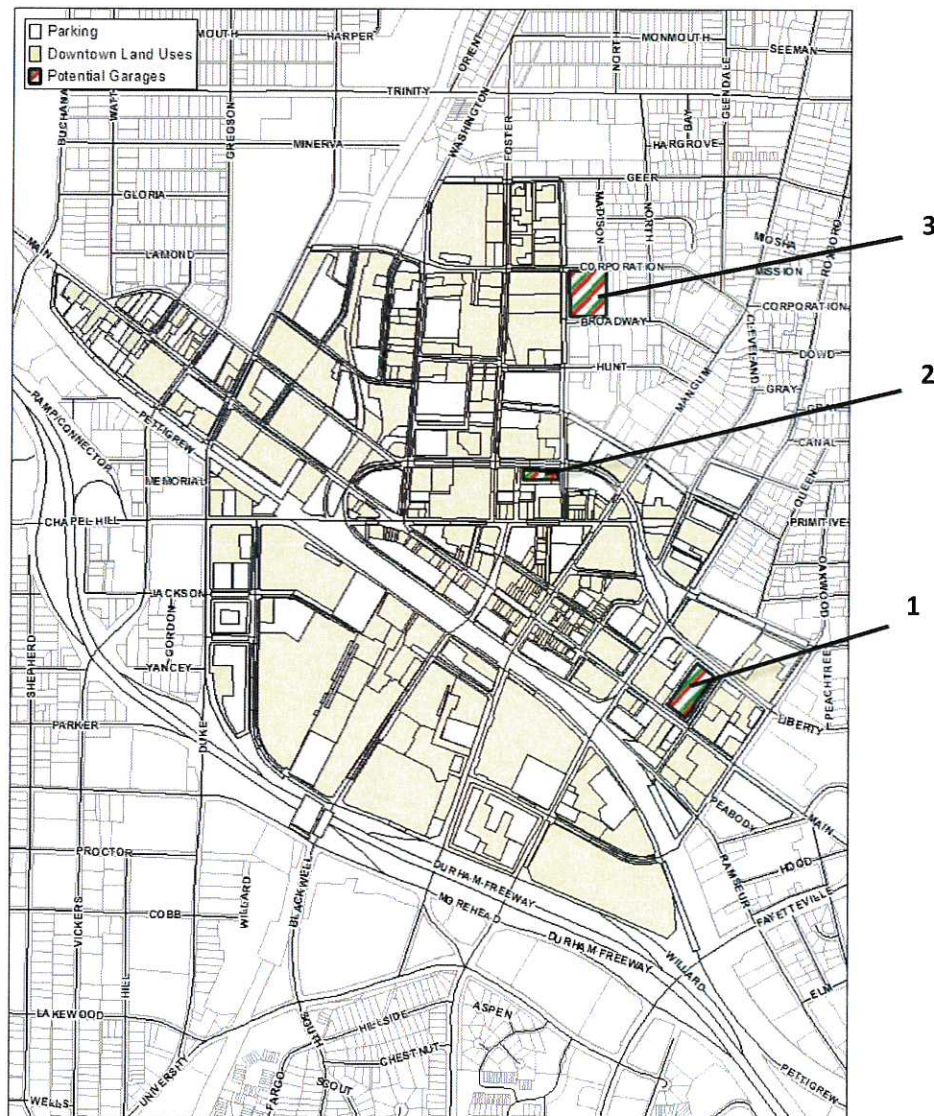 Parking
Downtown Land Uses
Potential Garages
MOUTH
HARPER
ORIENT
NORTH
MONMOUTH
GLENDALE
SEEMAN
WATT
GREGSON
TRINITY
WASHINGTON
FOSTER
BAY
HARGROVE
MINERVA
GEER
GLORIA
MADISON
NORTH
MIOSHA
ROXBORO
3
MAIN
LAMOND
CORPORATION
MISSION
CORPORATION
BROADWAY
CLEVELAND
DOWD
HUNT
MANGUM
GRAY
2
RAMP/CONNECTOR
PETTIGREW
CANAL
MEMORIAL
QUEEN
CHAPEL HILL
PRIMITIVE
OAKWOOD
JACKSON
GORDON
1
SHEPHERD
YANCEY
PEACHTREE
LIBERTY
PARKER
DUKE
PEABODY
MAIN
PROCTOR
HOOD
RAMSEUR
WILLARD
BLACKWELL
DURHAM-FREEWAY
FAYETTEVILLE
COBB
VICKERS
MOREHEAD
DURHAM-FREEWAY
WILLARD
HILL
ELM
LAKEWOOD
SOUTH
HILLSIDE
ASPEN
CHESTNUT
UNIVERSITY
FARGO
SCOUT
PETTIGREW
WELLS